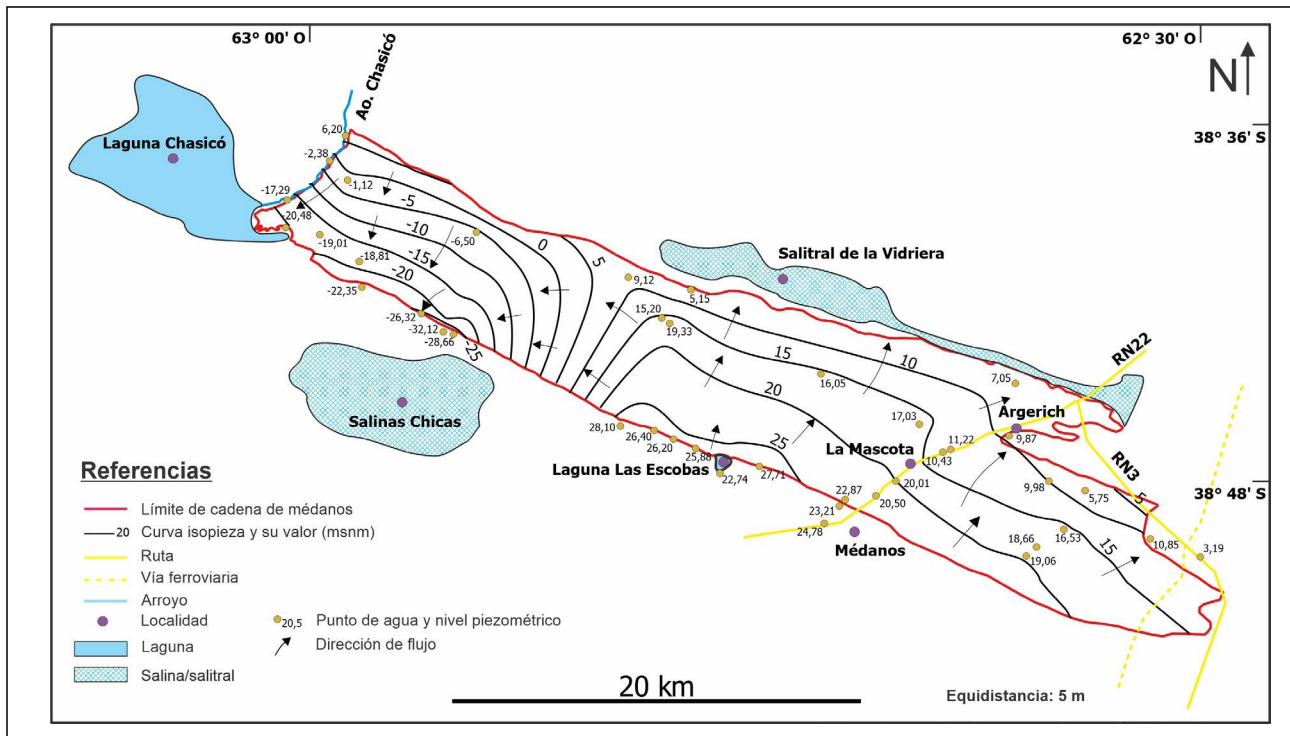 63° 00' O
62° 30' O
N
Ao. Chasicó
38° 36' S
6,20
Laguna Chasicó
-2,38
-1,12
-17,29
-5
-20,48
-10
-6,50
0
-19,01
-15
5
Salitral de la Vidriera
-18,81
-20
9,12
5,15
-22,35
-26,32
15,20
19,33
-32,12
-28,66
-25
15
10
RN22
16,05
7,05
20
Salinas Chicas
17,03
Argerich
28,10
26,40
26,20
25,88
25
La Mascota
11,22
10,43
9,87
Laguna Las Escobas
22,74
27,71
RN3
38° 48' S
20,01
9,98
5,75
5
22,87
20,50
23,21
24,78
Médanos
18,66
16,53
15
10,85
3,19
19,06
Referencias
Límite de cadena de médanos
20 Curva isopieza y su valor (msnm)
Ruta
Vía ferroviaria
Arroyo
Localidad
20,5 Punto de agua y nivel piezométrico
Dirección de flujo
Laguna
Salina/salitral
20 km
Equidistancia: 5 m